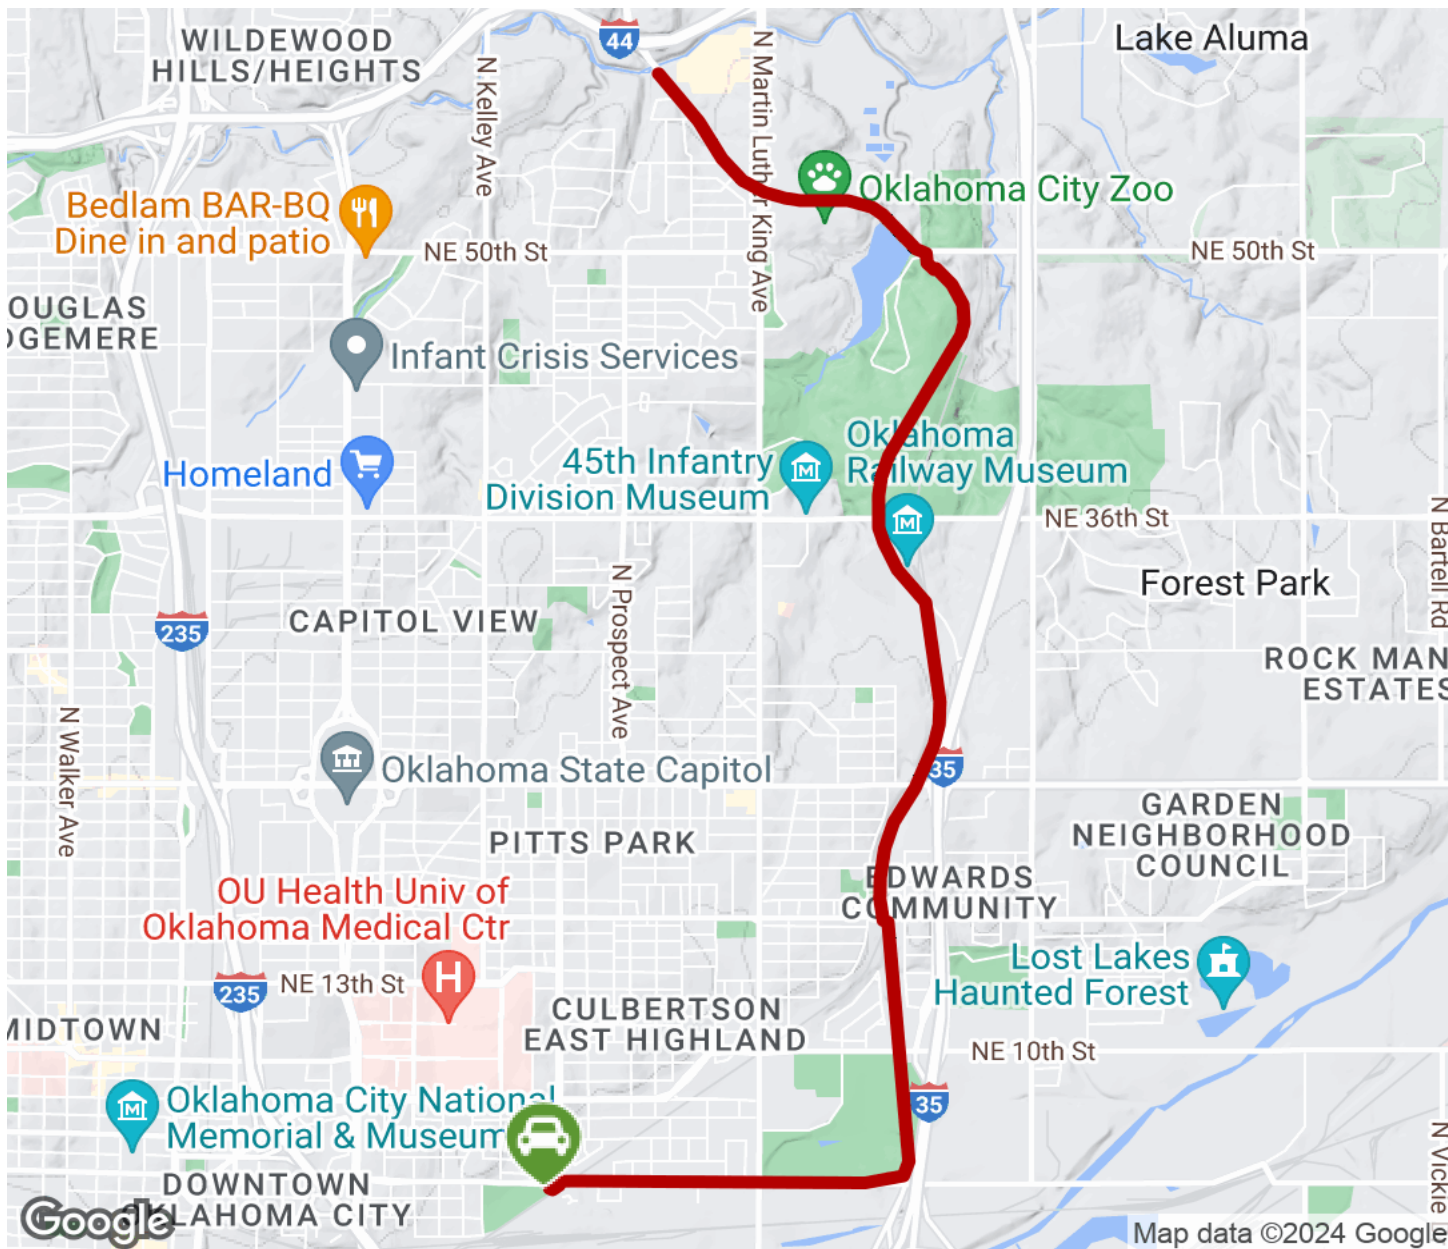 WILDEWOOD
HILLS/HEIGHTS
44
Lake Aluma
N Kelley Ave
N Martin Luther King Ave
Bedlam BAR-BQ
Dine in and patio
Oklahoma City Zoo
NE 50th St
NE 50th St
OUGLAS
DGEMERE
Infant Crisis Services
Homeland
45th Infantry
Division Museum
Oklahoma
Railway Museum
NE 36th St
N Bartell Rd
N Prospect Ave
Forest Park
CAPITOL VIEW
235
ROCK MAN
ESTATES
N Walker Ave
Oklahoma State Capitol
35
PITTS PARK
GARDEN
NEIGHBORHOOD
COUNCIL
OU Health Univ of
Oklahoma Medical Ctr
H
EDWARDS
COMMUNITY
235
NE 13th St
Lost Lakes
Haunted Forest
MIDTOWN
CULBERTSON
EAST HIGHLAND
NE 10th St
Oklahoma City National
Memorial & Museum
35
N Vickie
DOWNTOWN
OKLAHOMA CITY
Google
Map data ©2024 Google